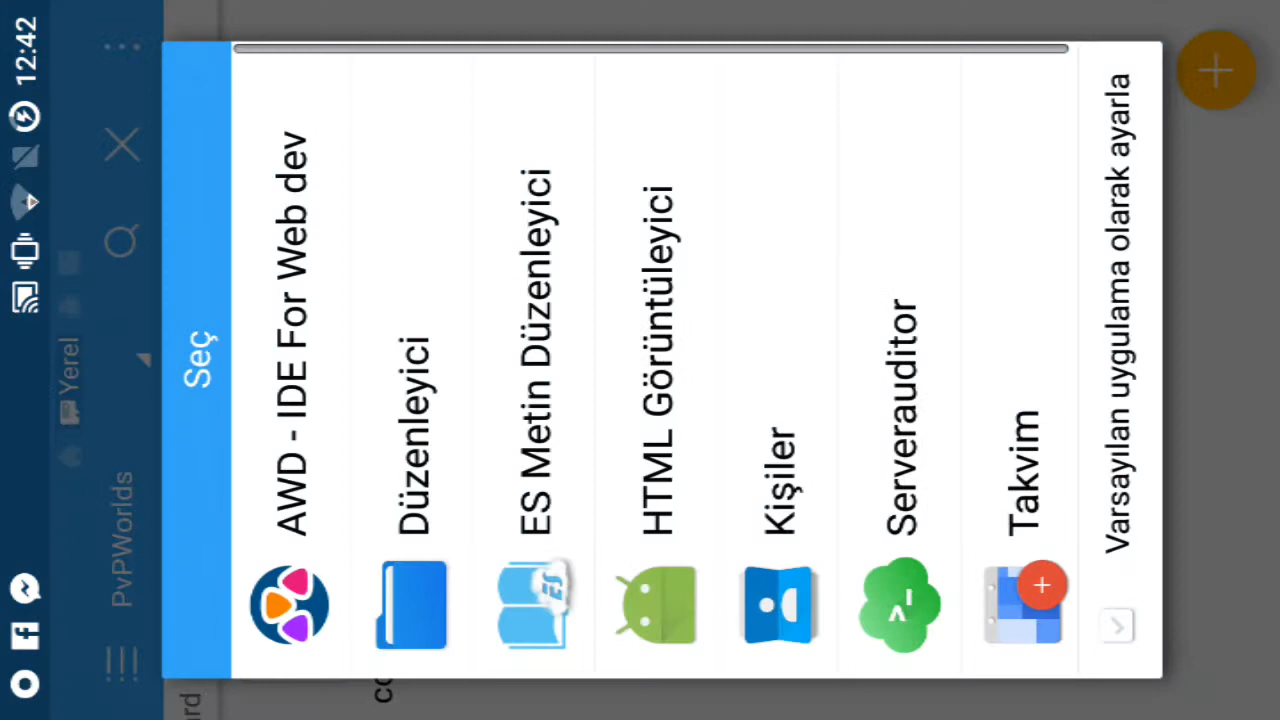 12:42
PvPWorlds
Yerel
Seç
AWD - IDE For Web dev
Düzenleyici
ES Metin Düzenleyici
HTML Görüntüleyici
Kişiler
Serverauditor
Takvim
Varsayılan uygulama olarak ayarla